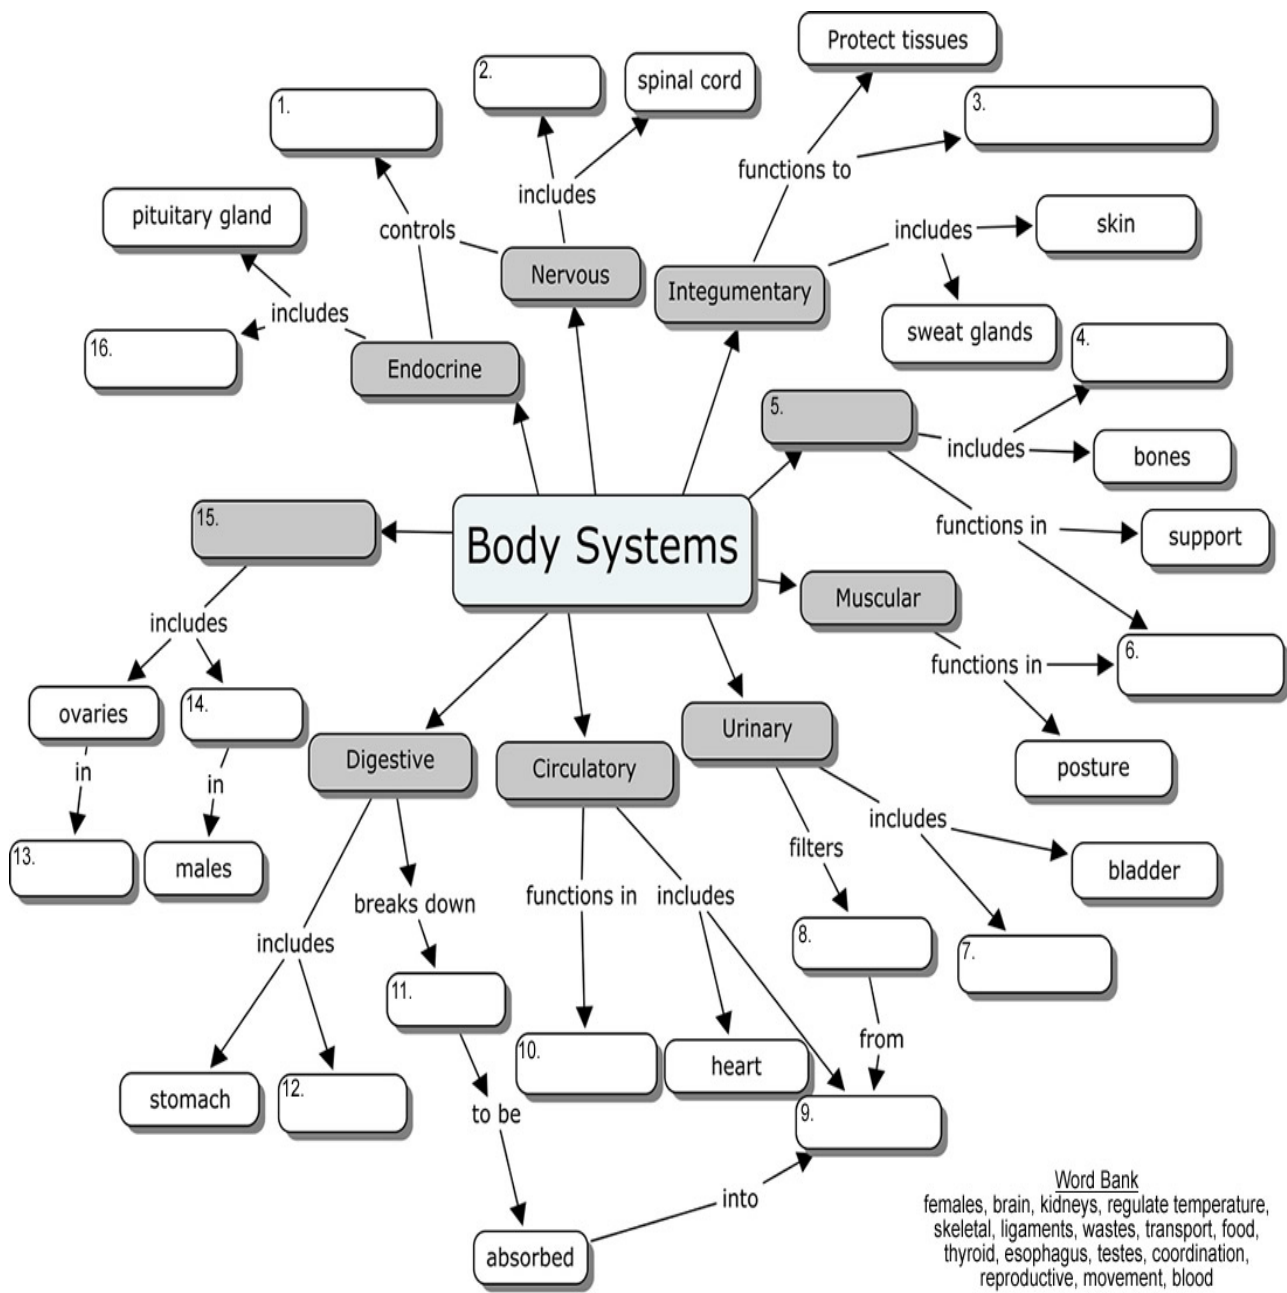 Protect tissues
2.
spinal cord
1.
3.
functions to
includes
pituitary gland
controls
includes
skin
Nervous
Integumentary
includes
sweat glands
4.
16.
Endocrine
5.
includes
bones
15.
functions in
support
Body Systems
Muscular
includes
functions in
6.
ovaries
14.
Urinary
Digestive
Circulatory
posture
in
in
includes
filters
13.
males
bladder
breaks down
functions in
includes
includes
8.
7.
11.
from
10.
heart
stomach
12.
9.
to be
into
absorbed
Word Bank
females, brain, kidneys, regulate temperature,
skeletal, ligaments, wastes, transport, food,
thyroid, esophagus, testes, coordination,
reproductive, movement, blood